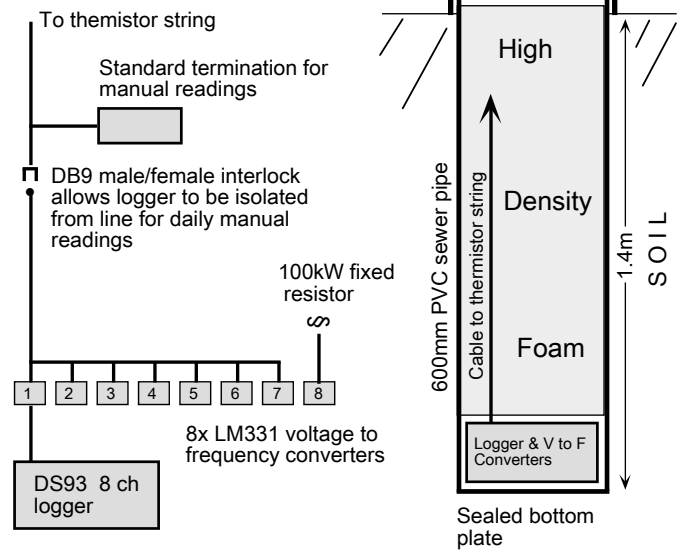 To themistor string
Standard termination for
manual readings
DB9 male/female interlock
allows logger to be isolated
from line for daily manual
readings
100kW fixed
resistor
1 2 3 4 5 6 7 8
8x LM331 voltage to
frequency converters
DS93 8 ch
logger
High
Density
Foam
600mm PVC sewer pipe
Cable to thermistor string
1.4m
SOIL
Logger & V to F
Converters
Sealed bottom
plate